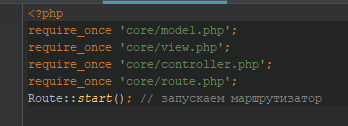 <?php
require_once 'core/model.php';
require_once 'core/view.php';
require_once 'core/controller.php';
require_once 'core/route.php';
Route::start(); // запускаем маршрутизатор